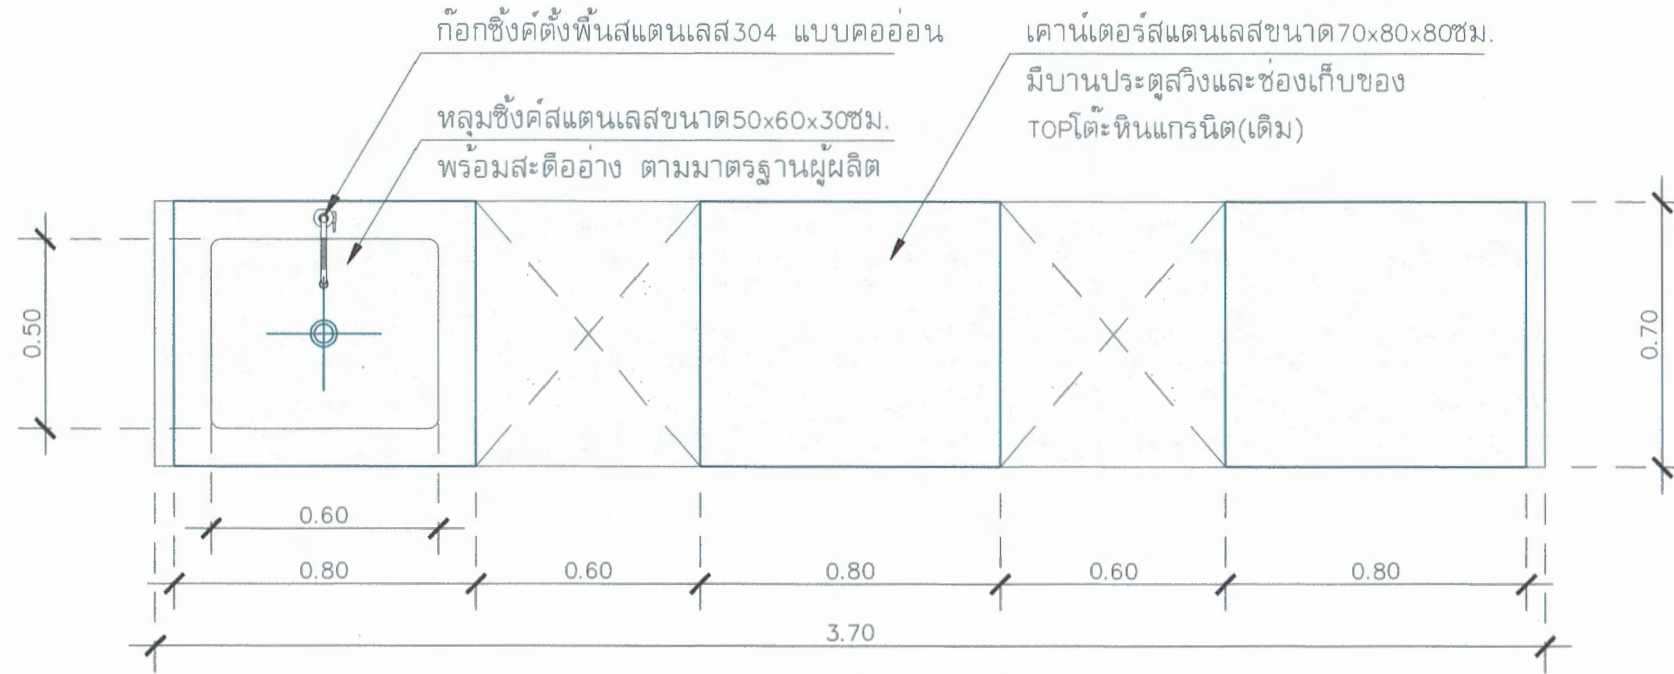 ก๊อกซิ้งค์ตั้งพื้นสแตนเลส304 แบบคออ่อน
หลุมซิ้งค์สแตนเลสขนาด50x60x30ซม.
พร้อมสะดืออ่าง ตามมาตรฐานผู้ผลิต
เคาน์เตอร์สแตนเลสขนาด70x80x80ซม.
มีบานประตูสวิงและช่องเก็บของ
TOPโต๊ะหินแกรนิต(เดิม)
0.50
0.70
0.60
0.80
0.60
0.80
0.60
0.80
3.70